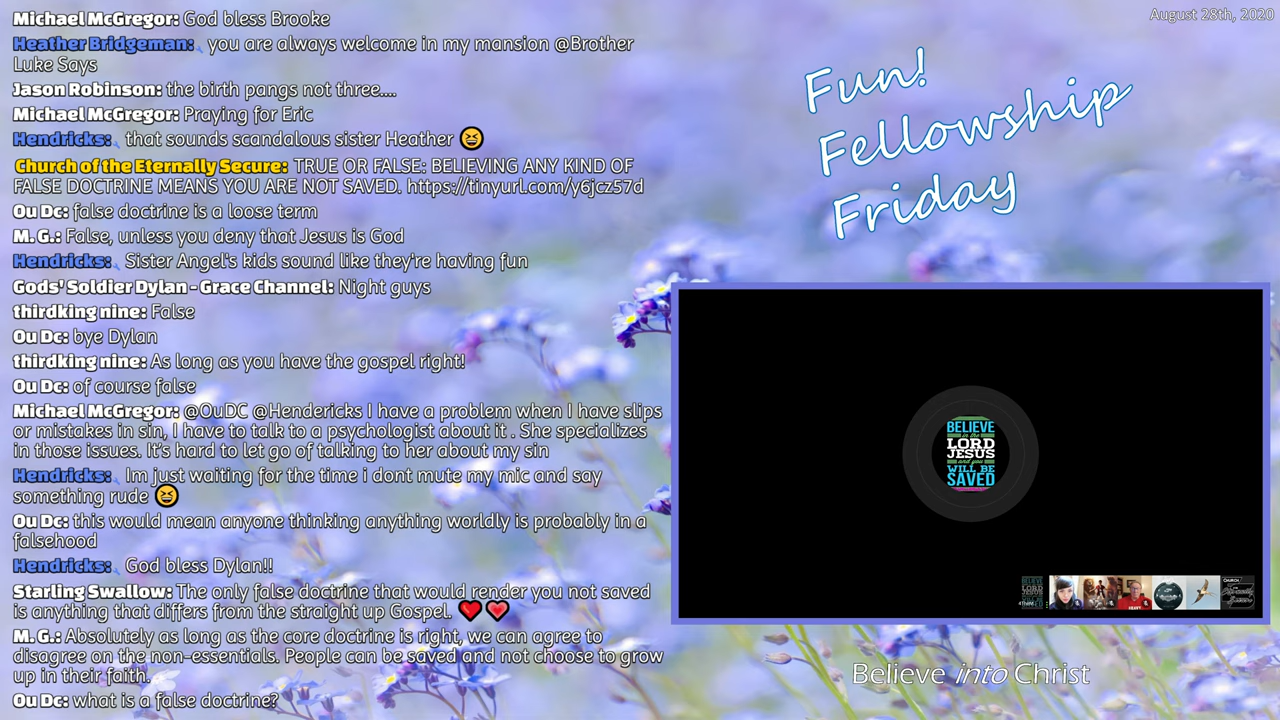 Michael McGregor: God bless Brooke
Heather Bridgeman: you are always welcome in my mansion @Brother
Luke Says
Jason Robinson: the birth pangs not three....
Michael McGregor: Praying for Eric
Hendricks: that sounds scandalous sister Heather 😆
Church of the Eternally Secure: TRUE OR FALSE: BELIEVING ANY KIND OF
FALSE DOCTRINE MEANS YOU ARE NOT SAVED. https://tinyurl.com/y6jcz57d
Ou Dc: false doctrine is a loose term
M. G.: False, unless you deny that Jesus is God
Hendricks: Sister Angel's kids sound like they're having fun
Gods' Soldier Dylan - Grace Channel: Night guys
thirdking nine: False
Ou Dc: bye Dylan
thirdking nine: As long as you have the gospel right!
Ou Dc: of course false
Michael McGregor: @OuDC @Hendericks I have a problem when I have slips
or mistakes in sin, I have to talk to a psychologist about it . She specializes
in those issues. It's hard to let go of talking to her about my sin
Hendricks: Im just waiting for the time i dont mute my mic and say
something rude 😆
Ou Dc: this would mean anyone thinking anything worldly is probably in a
falsehood
Hendricks: God bless Dylan!!
Starling Swallow: The only false doctrine that would render you not saved
is anything that differs from the straight up Gospel. ❤️💗
M. G.: Absolutely as long as the core doctrine is right, we can agree to
disagree on the non-essentials. People can be saved and not choose to grow
up in their faith.
Ou Dc: what is a false doctrine?
August 28th, 2020
Fun!
Fellowship
Friday
BELIEVE
in the
LORD
JESUS
and you
WILL BE
SAVED
Believe into Christ